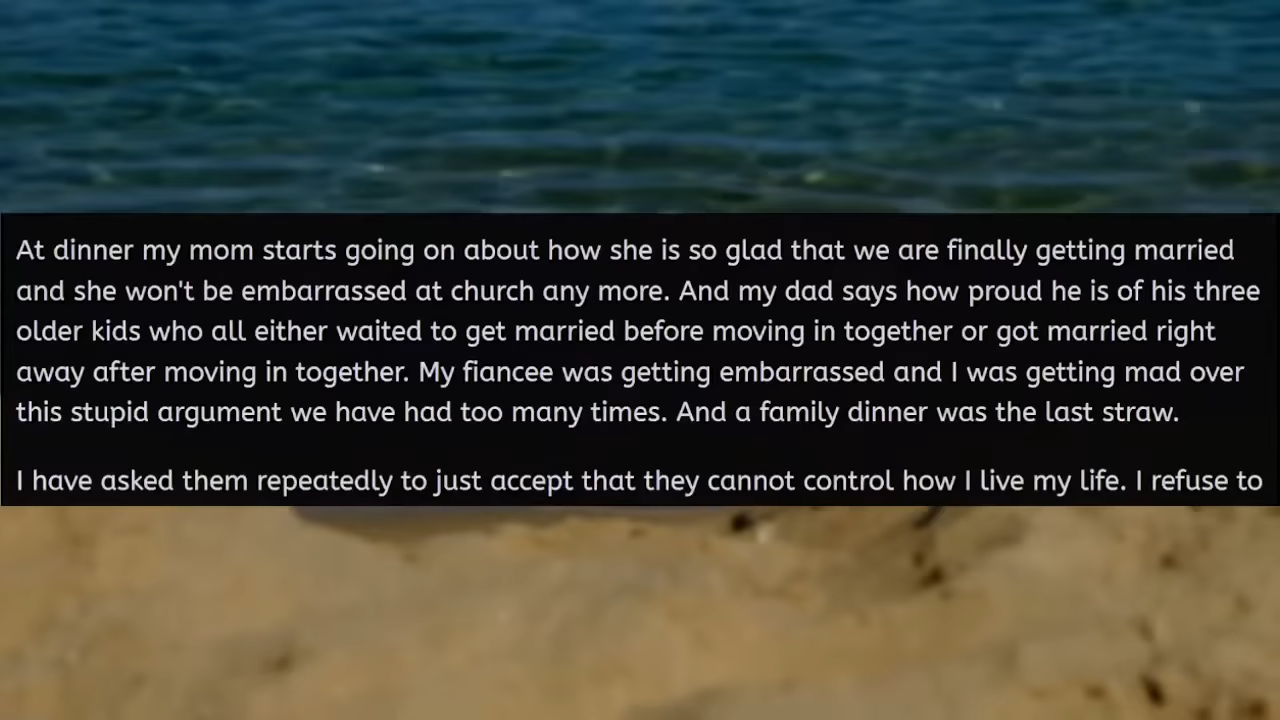 At dinner my mom starts going on about how she is so glad that we are finally getting married
and she won't be embarrassed at church any more. And my dad says how proud he is of his three
older kids who all either waited to get married before moving in together or got married right
away after moving in together. My fiancee was getting embarrassed and I was getting mad over
this stupid argument we have had too many times. And a family dinner was the last straw.
I have asked them repeatedly to just accept that they cannot control how I live my life. I refuse to